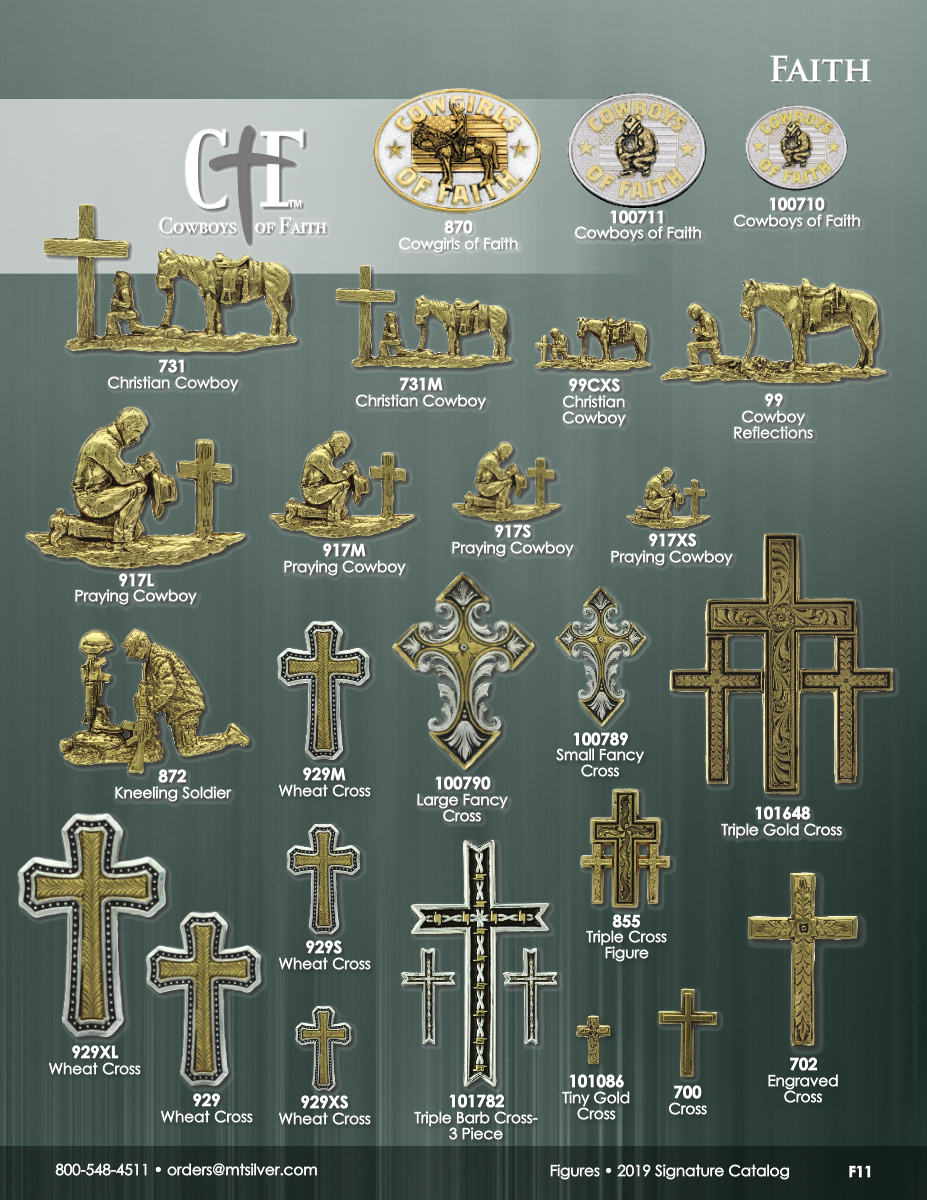 FAITH
CTF™
COWBOYS OF FAITH
COWGIRLS
OF FAITH
870
Cowgirls of Faith
COWBOYS
OF FAITH
100711
Cowboys of Faith
COWBOYS
OF FAITH
100710
Cowboys of Faith
731
Christian Cowboy
731M
Christian Cowboy
99CXS
Christian
Cowboy
99
Cowboy
Reflections
917L
Praying Cowboy
917M
Praying Cowboy
917S
Praying Cowboy
917XS
Praying Cowboy
872
Kneeling Soldier
929M
Wheat Cross
100790
Large Fancy
Cross
100789
Small Fancy
Cross
101648
Triple Gold Cross
929XL
Wheat Cross
929
Wheat Cross
929S
Wheat Cross
929XS
Wheat Cross
101782
Triple Barb Cross-
3 Piece
855
Triple Cross
Figure
101086
Tiny Gold
Cross
700
Cross
702
Engraved
Cross
800-548-4511 • orders@mtsilver.com
Figures • 2019 Signature Catalog F11